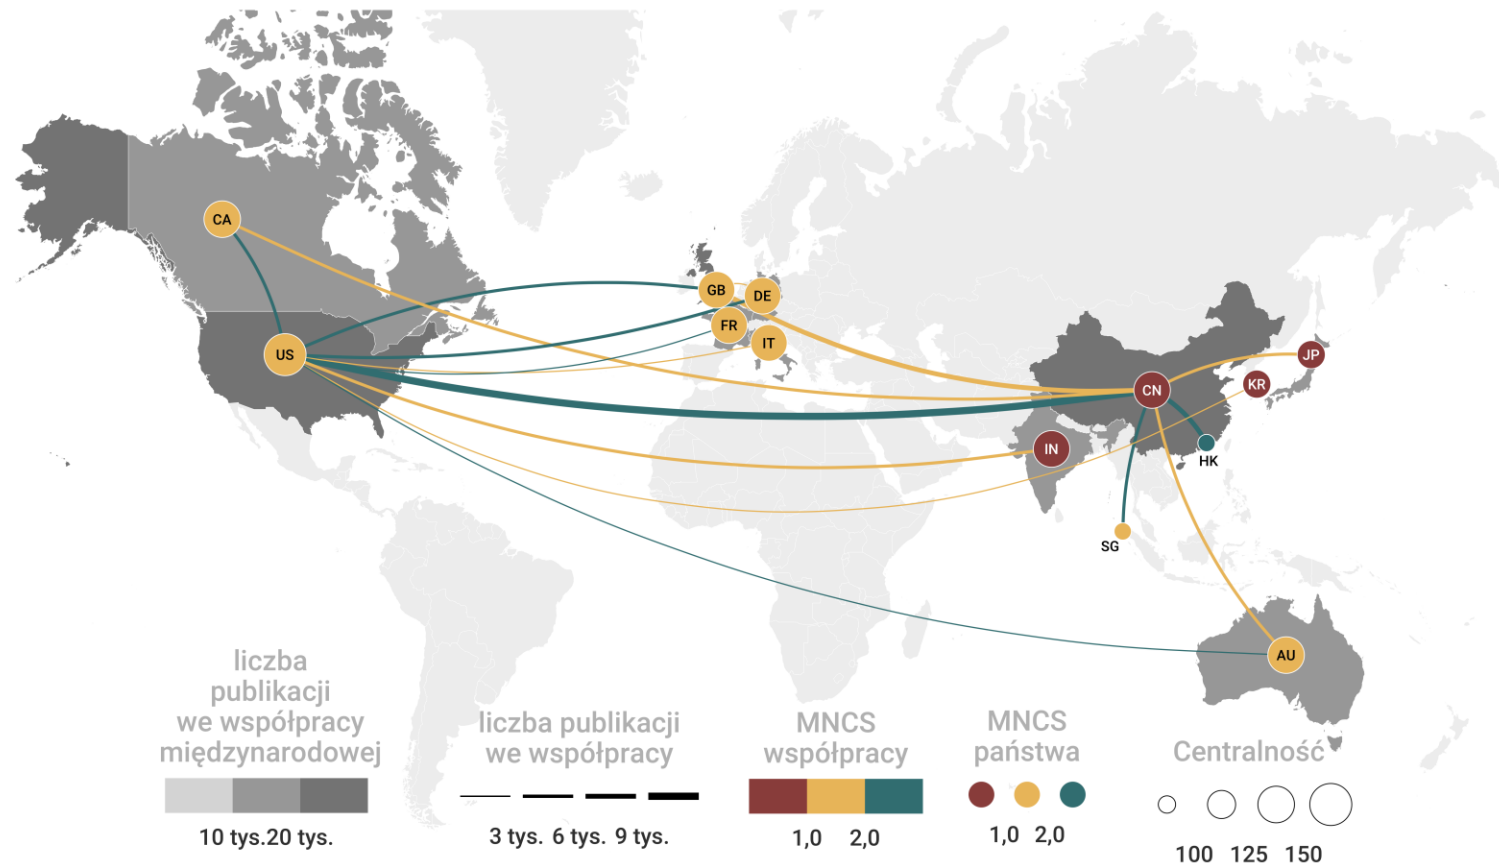 CA
GB
DE
FR
IT
US
JP
KR
CN
IN
HK
SG
AU
liczba
publikacji
we współpracy
międzynarodowej
10 tys.20 tys.
liczba publikacji
we współpracy
3 tys. 6 tys. 9 tys.
MNCS
współpracy
1,0 2,0
MNCS
państwa
1,0 2,0
Centralność
100 125 150